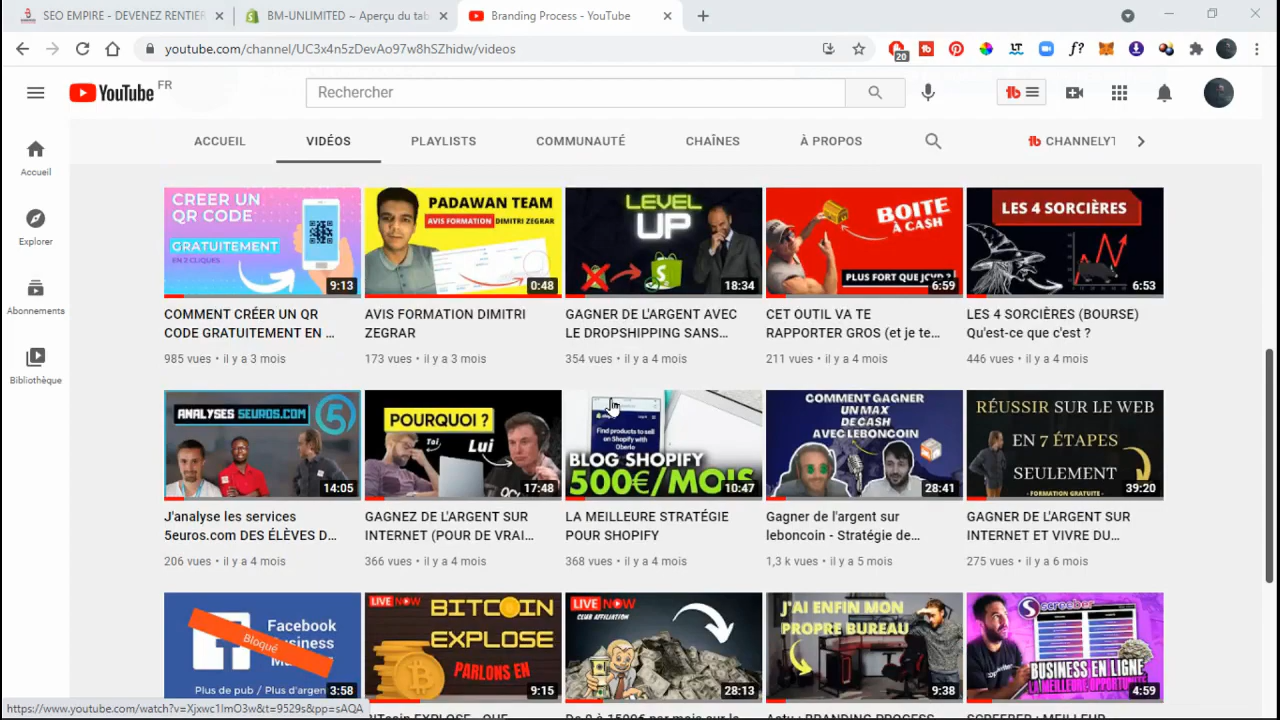 SEO EMPIRE - DEVENEZ RENTIER
BM-UNLIMITED ~ Aperçu du tab
Branding Process - YouTube
youtube.com/channel/UC3x4n5zDevAo97w8hSZhidw/videos
20
YouTube FR
Rechercher
ACCUEIL VIDÉOS PLAYLISTS COMMUNAUTÉ CHAÎNES À PROPOS CHANNELYT
Accueil
Explorer
Abonnements
Bibliothèque
CREER UN
QR CODE
GRATUITEMENT
EN 2 CLIQUES
9:13
PADAWAN TEAM
AVIS FORMATION DIMITRI ZEGRAR
0:48
LEVEL
UP
18:34
BOITE
À CASH
PLUS FORT QUE JCVD ?
6:59
LES 4 SORCIÈRES
6:53
COMMENT CRÉER UN QR
CODE GRATUITEMENT EN ...
985 vues • il y a 3 mois
AVIS FORMATION DIMITRI
ZEGRAR
173 vues • il y a 3 mois
GAGNER DE L'ARGENT AVEC
LE DROPSHIPPING SANS...
354 vues • il y a 4 mois
CET OUTIL VA TE
RAPPORTER GROS (et je te...
211 vues • il y a 4 mois
LES 4 SORCIÈRES (BOURSE)
Qu'est-ce que c'est ?
446 vues • il y a 4 mois
ANALYSES 5EUROS.COM
14:05
POURQUOI ?
Toi
Lui
17:48
Find products to sell
on Shopify with
Oberlo
BLOG SHOPIFY
500€/MOIS
10:47
COMMENT GAGNER
UN MAX
DE CASH
AVEC LEBONCOIN
28:41
RÉUSSIR SUR LE WEB
EN 7 ÉTAPES
SEULEMENT
- FORMATION GRATUITE -
39:20
J'analyse les services
5euros.com DES ÉLÈVES D...
206 vues • il y a 4 mois
GAGNEZ DE L'ARGENT SUR
INTERNET (POUR DE VRAI...
366 vues • il y a 4 mois
LA MEILLEURE STRATÉGIE
POUR SHOPIFY
368 vues • il y a 4 mois
Gagner de l'argent sur
leboncoin - Stratégie de...
1,3 k vues • il y a 5 mois
GAGNER DE L'ARGENT SUR
INTERNET ET VIVRE DU...
275 vues • il y a 6 mois
Facebook
Business
Bloqué
Plus de pub / Plus d'argen
3:58
LIVE NOW
BITCOIN
EXPLOSE
PARLONS EN
9:15
LIVE NOW
CLUB AFFILIATION
28:13
J'AI ENFIN MON
PROPRE BUREAU
9:38
screeber
BUSINESS EN LIGNE
LA MEILLEURE OPPORTUNITÉ
4:59
https://www.youtube.com/watch?v=Xjxwc1lmO3w&t=9529s&pp=sAQA